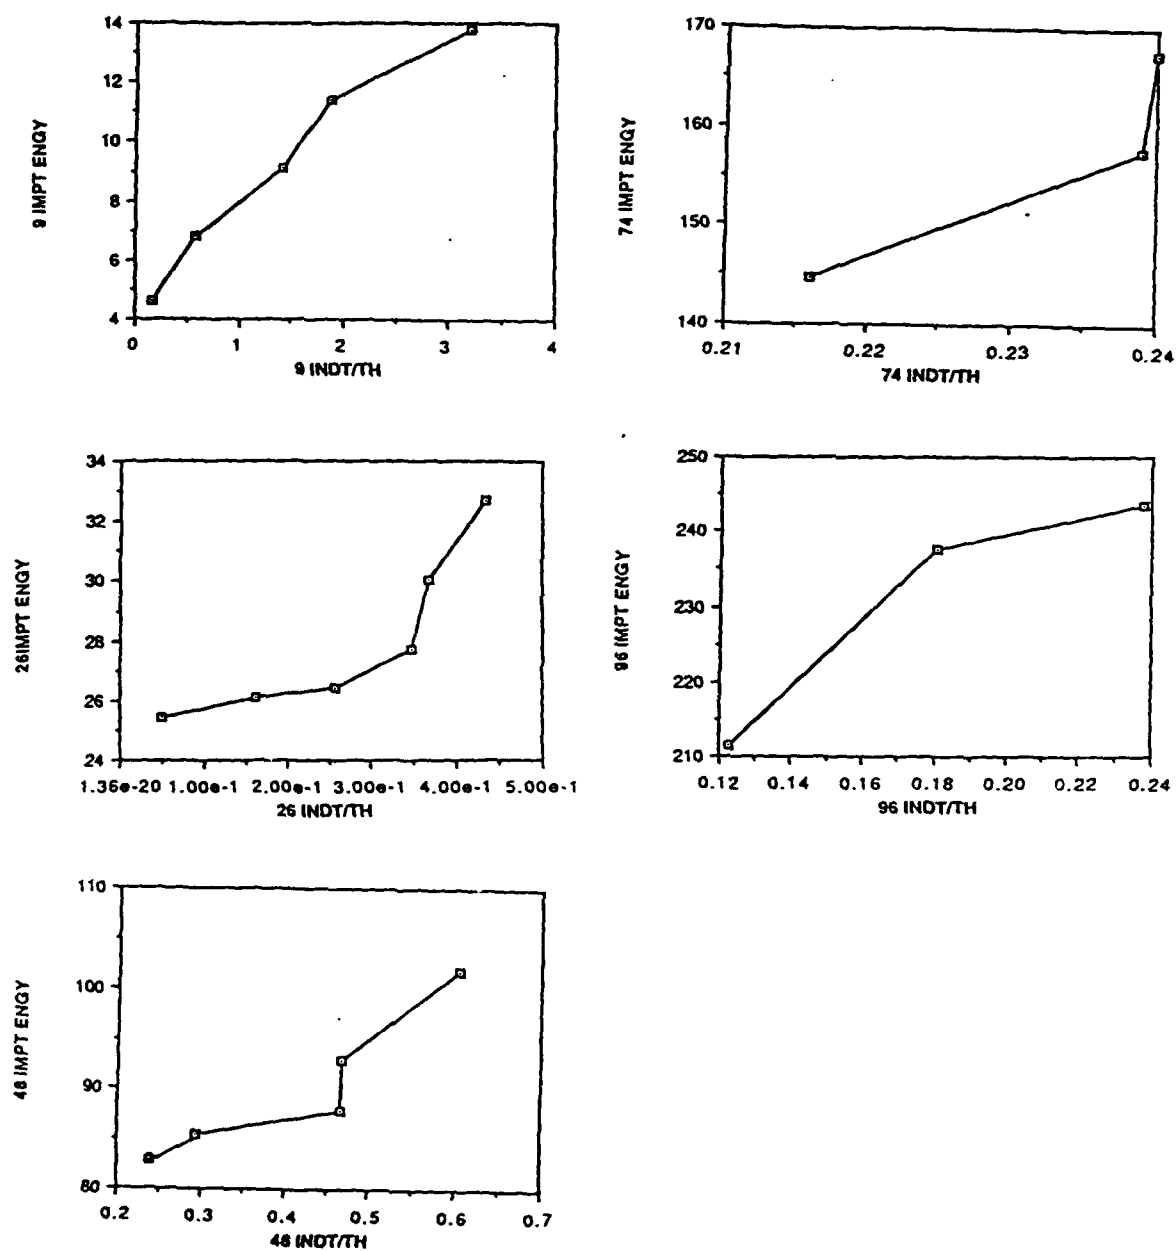 14
12
10
8
6
4
0 1 2 3 4
9 IMPT ENGY
9 INDT/TH
170
160
150
140
0.21 0.22 0.23 0.24
74 IMPT ENGY
74 INDT/TH
34
32
30
28
26
24
1.36e-20 1.00e-1 2.00e-1 3.00e-1 4.00e-1 5.00e-1
26IMPT ENGY
26 INDT/TH
250
240
230
220
210
0.12 0.14 0.16 0.18 0.20 0.22 0.24
96 IMPT ENGY
96 INDT/TH
110
100
90
80
0.2 0.3 0.4 0.5 0.6 0.7
48 IMPT ENGY
48 INDT/TH